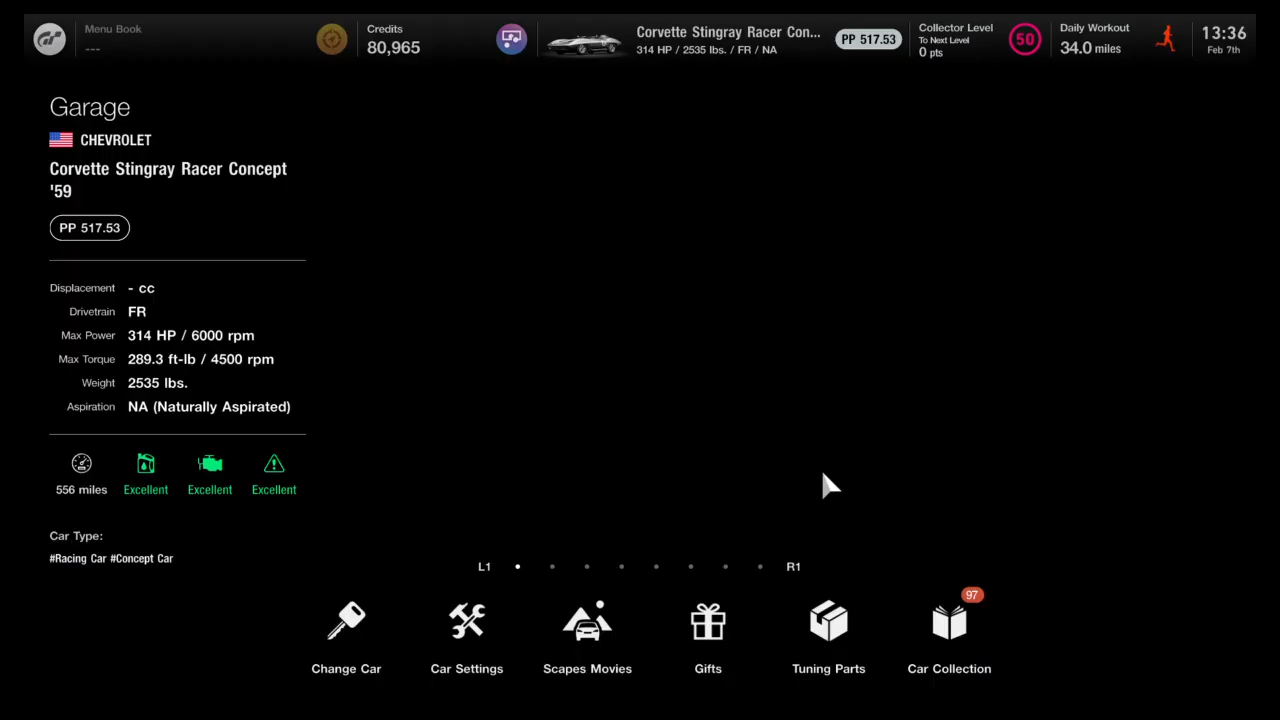 Menu Book
---
Credits
80,965
Corvette Stingray Racer Con...
314 HP / 2535 lbs. / FR / NA
PP 517.53
Collector Level
To Next Level
0 pts
50
Daily Workout
34.0 miles
13:36
Feb 7th
Garage
CHEVROLET
Corvette Stingray Racer Concept
'59
PP 517.53
Displacement - cc
Drivetrain FR
Max Power 314 HP / 6000 rpm
Max Torque 289.3 ft-lb / 4500 rpm
Weight 2535 lbs.
Aspiration NA (Naturally Aspirated)
556 miles Excellent Excellent Excellent
Car Type:
#Racing Car #Concept Car
L1 R1
97
Change Car Car Settings Scapes Movies Gifts Tuning Parts Car Collection